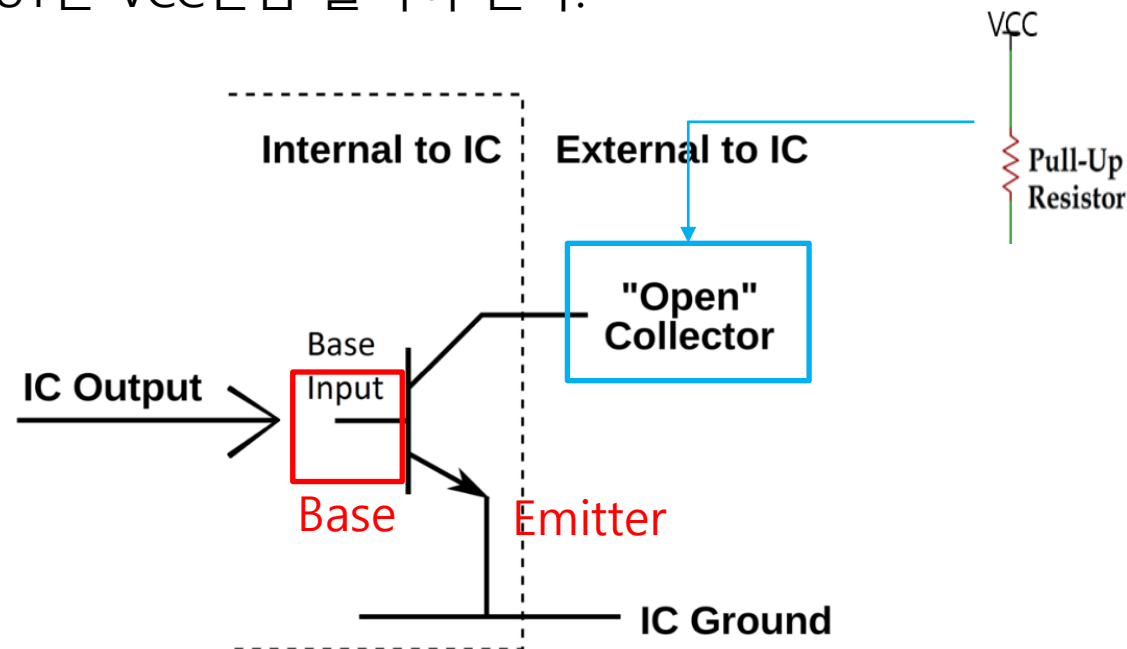 VCC
Internal to IC
External to IC
Pull-Up
Resistor
"Open"
Collector
Base
Input
IC Output
Base
Emitter
IC Ground